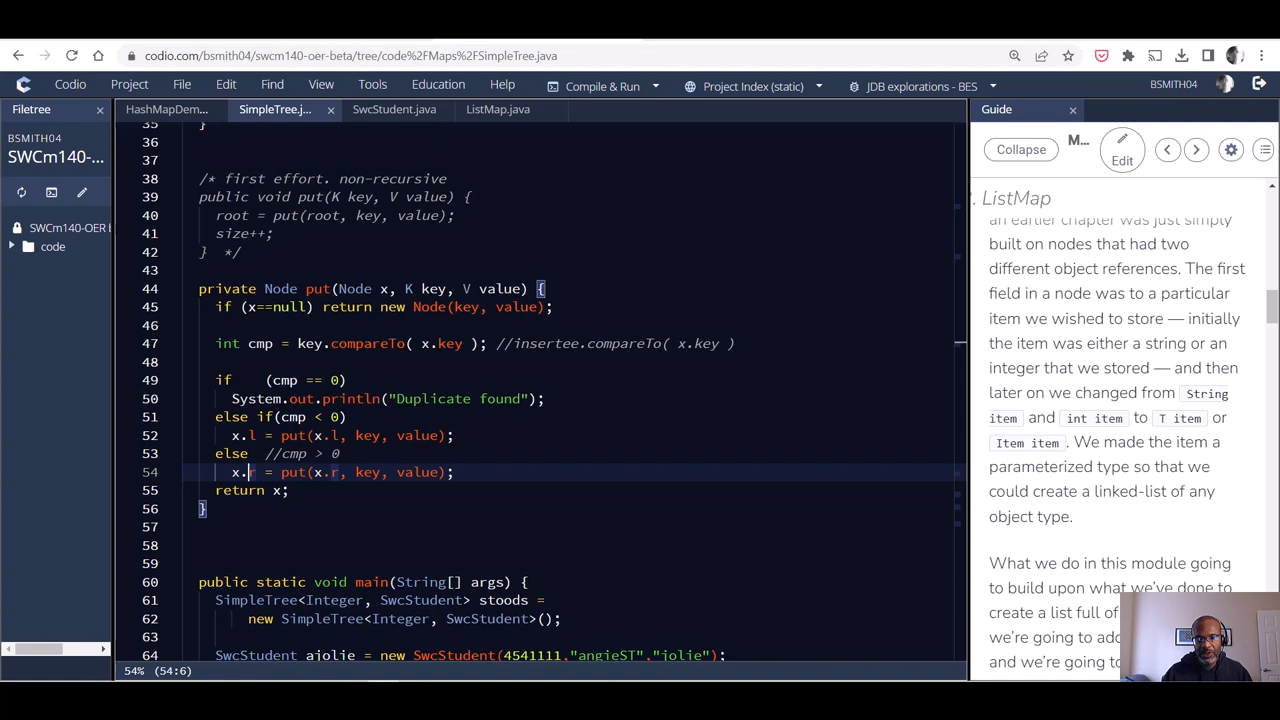 codio.com/bsmith04/swcm140-oer-beta/tree/code%2FMaps%2FSimpleTree.java
Codio Project File Edit Find View Tools Education Help Compile & Run Project Index (static) JDB explorations - BES BSMITH04
Filetree
BSMITH04
SWCm140-...
SWCm140-OER b
code
HashMapDem... SimpleTree.j... SwcStudent.java ListMap.java
35 }
36
37
38 /* first effort. non-recursive
39 public void put(K key, V value) {
40 root = put(root, key, value);
41 size++;
42 } */
43
44 private Node put(Node x, K key, V value) {
45 if (x==null) return new Node(key, value);
46
47 int cmp = key.compareTo( x.key ); //insertee.compareTo( x.key )
48
49 if (cmp == 0)
50 System.out.println("Duplicate found");
51 else if(cmp < 0)
52 x.l = put(x.l, key, value);
53 else //cmp > 0
54 x.r = put(x.r, key, value);
55 return x;
56 }
57
58
59
60 public static void main(String[] args) {
61 SimpleTree<Integer, SwcStudent> stoods =
62 new SimpleTree<Integer, SwcStudent>();
63
64 SwcStudent ajolie = new SwcStudent(4541111,"angieST","jolie");
54% (54:6)
Guide
Collapse M... Edit
. ListMap
an earlier chapter was just simply
built on nodes that had two
different object references. The first
field in a node was to a particular
item we wished to store — initially
the item was either a string or an
integer that we stored — and then
later on we changed from String
item and int item to T item or
Item item. We made the item a
parameterized type so that we
could create a linked-list of any
object type.
What we do in this module going
to build upon what we've done to
create a list full of
we're going to add
and we're going to